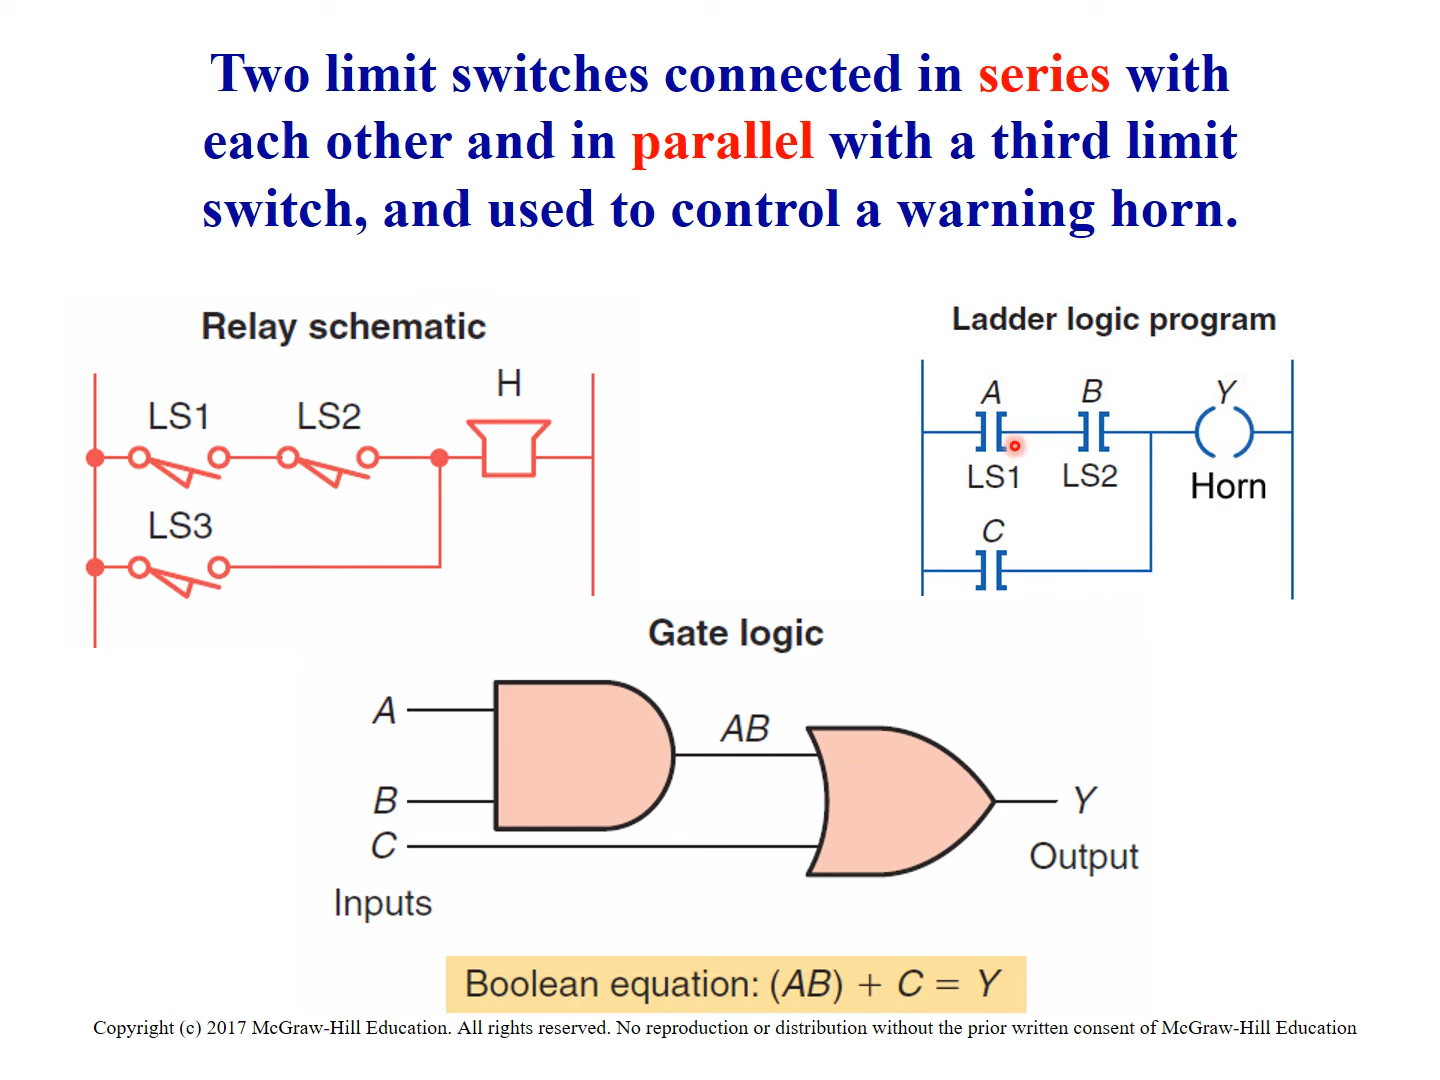 Two limit switches connected in series with
each other and in parallel with a third limit
switch, and used to control a warning horn.
Relay schematic
H
LS1 LS2
LS3
Ladder logic program
A B Y
LS1 LS2 Horn
C
Gate logic
A
AB
B
Y
C
Output
Inputs
Boolean equation: (AB) + C = Y
Copyright (c) 2017 McGraw-Hill Education. All rights reserved. No reproduction or distribution without the prior written consent of McGraw-Hill Education